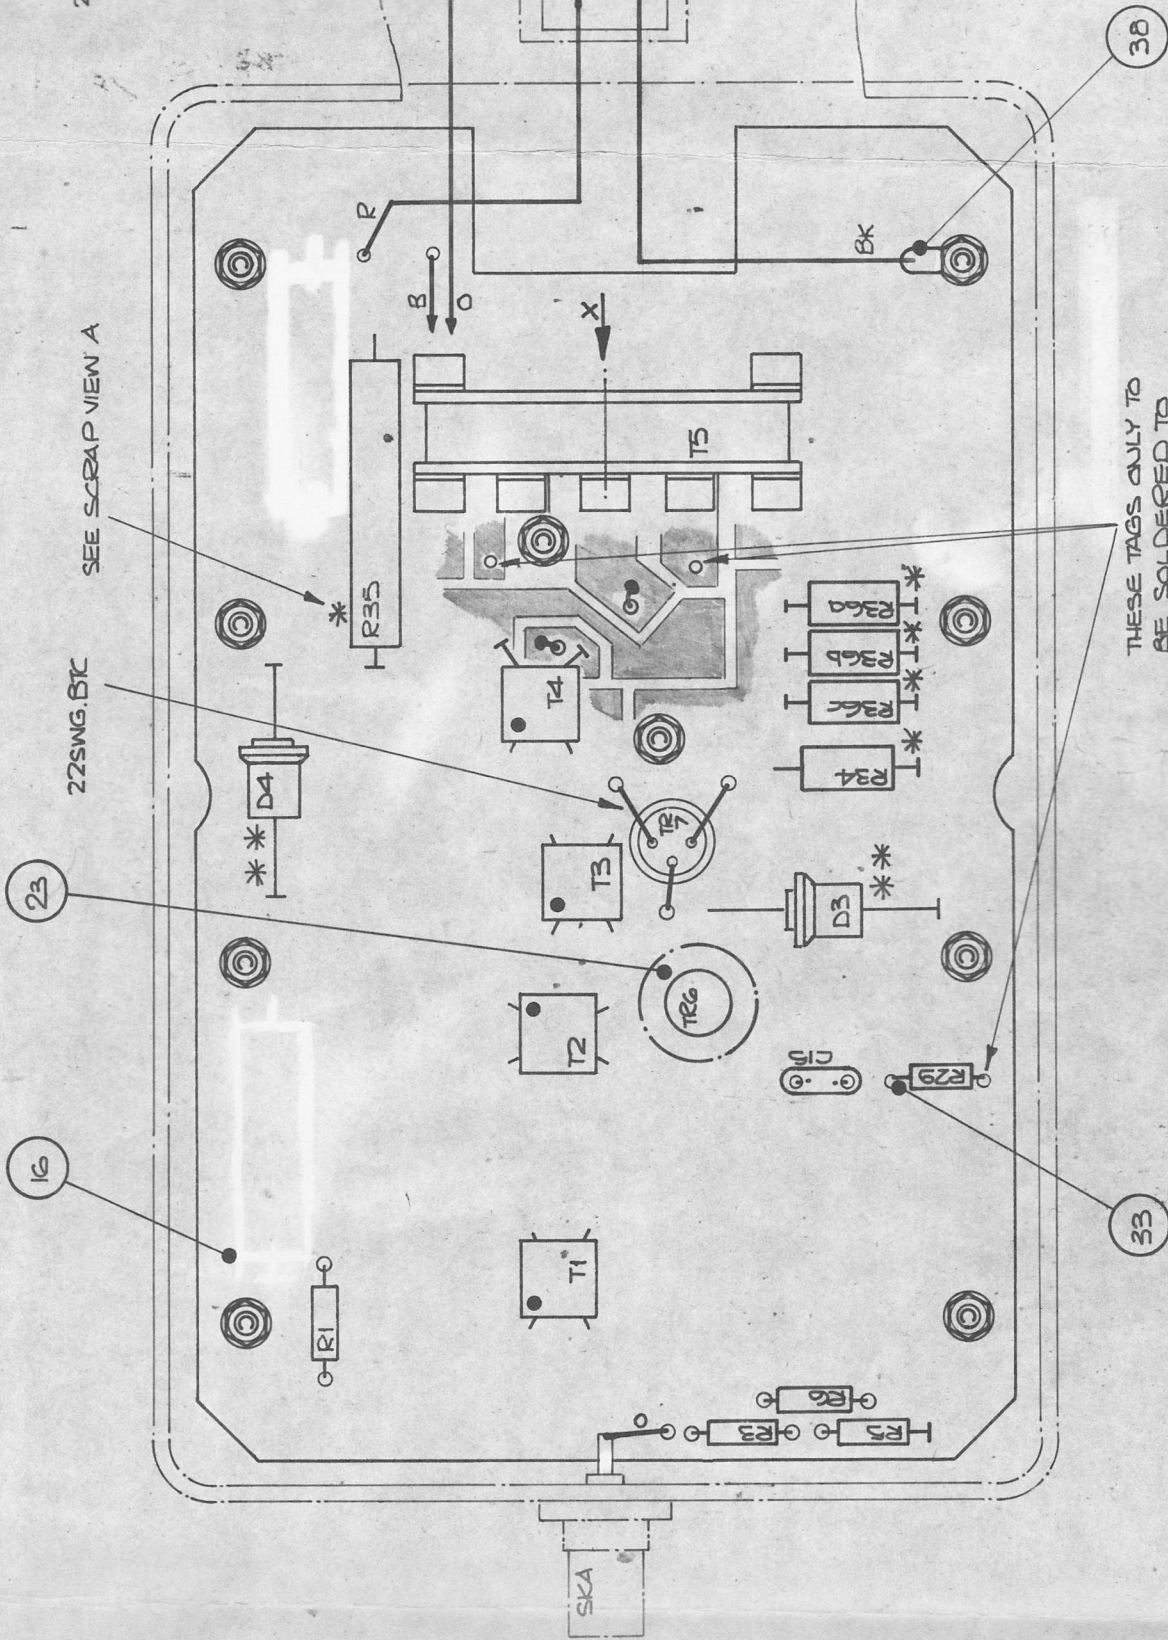 38
23
16
33
SEE SCRAP VIEW A
22SWG.BTC
THESE TAGS ONLY TO
BE SOLDERED TO
R
B
O
X
BK
T5
R35
*
D4
**
T4
R36a
*
R36b
*
R36c
*
R34
*
TR7
T3
D3
**
TR6
T2
C15
R29
T1
R1
R6
R3
R5
O
SKA